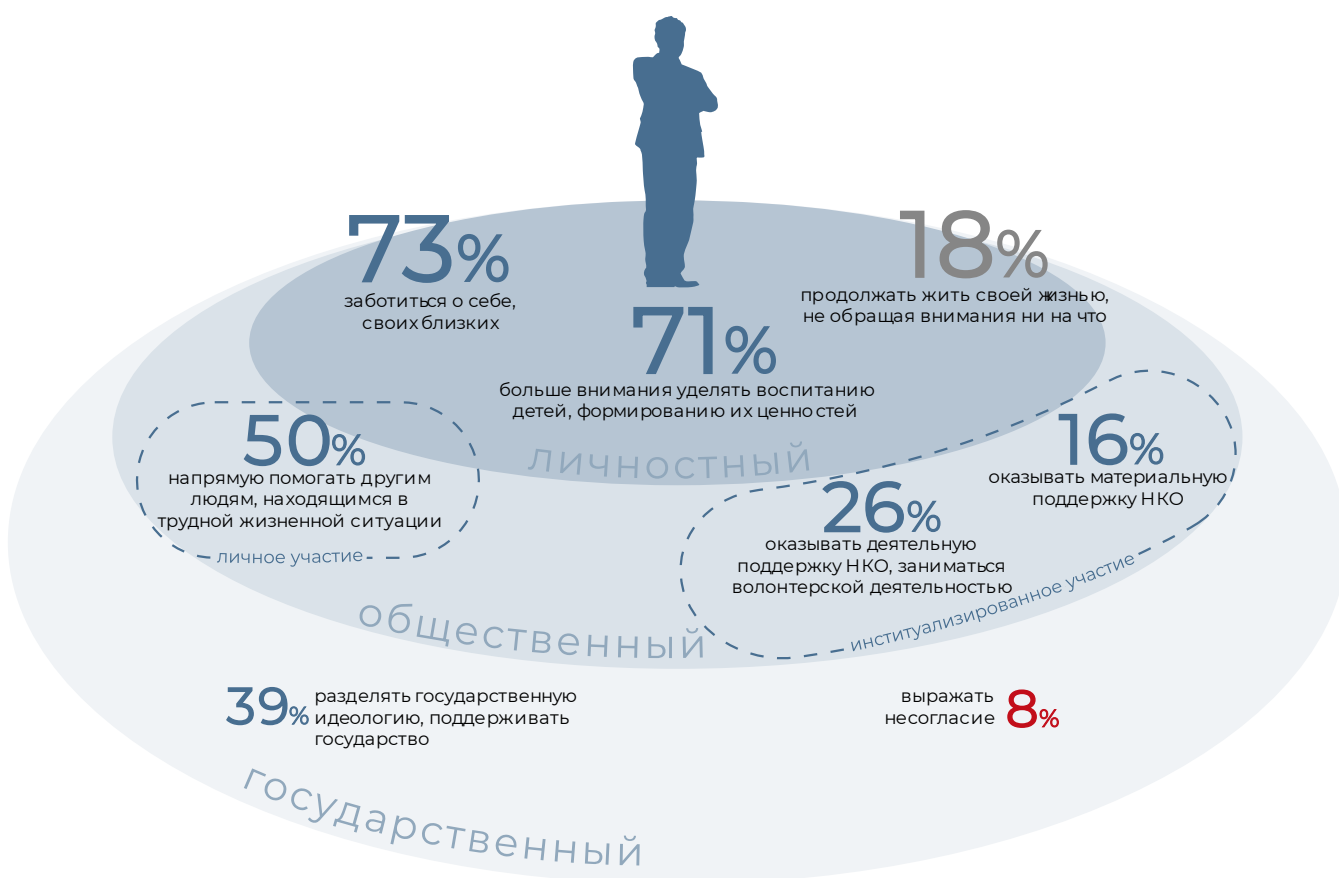 73%
заботиться о себе,
своих близких
18%
продолжать жить своей жизнью,
не обращая внимания ни на что
71%
больше внимания уделять воспитанию
детей, формированию их ценностей
личностный
50%
напрямую помогать другим
людям, находящимся в
трудной жизненной ситуации
личное участие
16%
оказывать материальную
поддержку НКО
26%
оказывать деятельную
поддержку НКО, заниматься
волонтерской деятельностью
институализированное участие
общественный
39%
разделять государственную
идеологию, поддерживать
государство
выражать
несогласие
8%
государственный